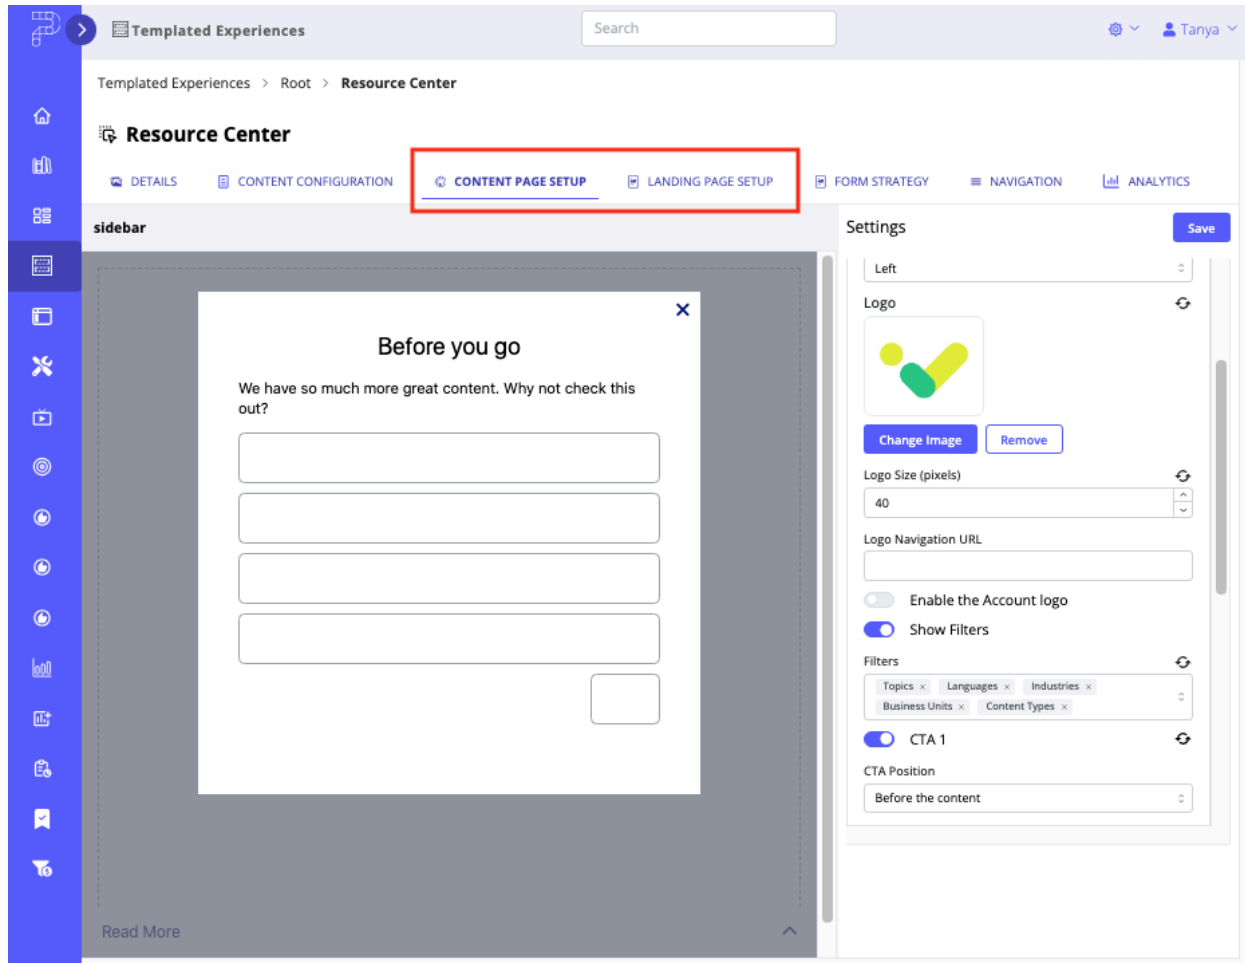 Templated Experiences
Search
Tanya
Templated Experiences > Root > Resource Center
Resource Center
DETAILS
CONTENT CONFIGURATION
CONTENT PAGE SETUP
LANDING PAGE SETUP
FORM STRATEGY
NAVIGATION
ANALYTICS
sidebar
Before you go
We have so much more great content. Why not check this
out?
Read More
Settings
Save
Left
Logo
Change Image
Remove
Logo Size (pixels)
40
Logo Navigation URL
Enable the Account logo
Show Filters
Filters
Topics × Languages × Industries ×
Business Units × Content Types ×
CTA 1
CTA Position
Before the content